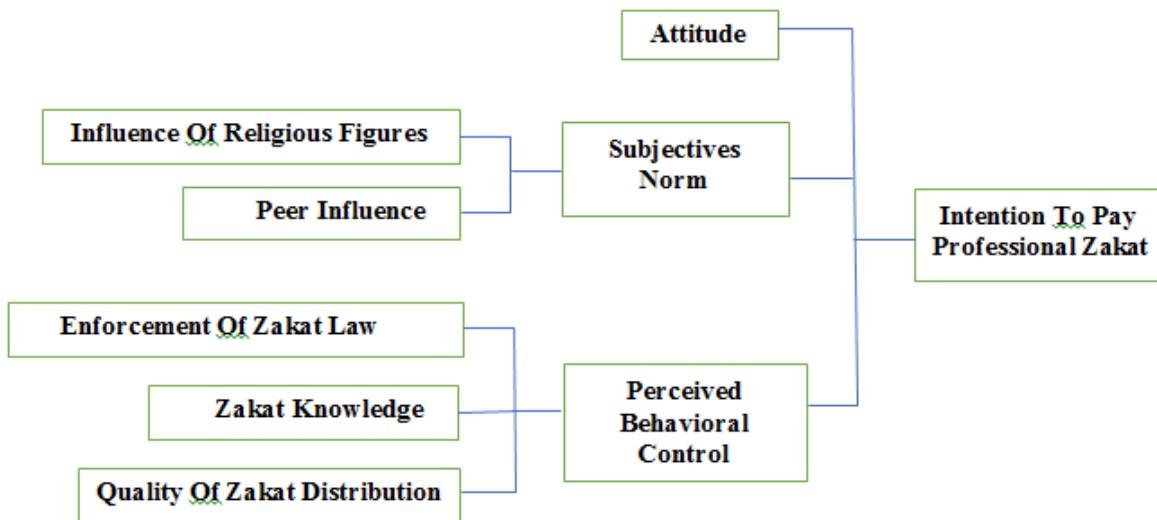 Attitude
Influence Of Religious Figures
Subjectives
Norm
Peer Influence
Intention To Pay
Professional Zakat
Enforcement Of Zakat Law
Zakat Knowledge
Perceived
Behavioral
Control
Quality Of Zakat Distribution